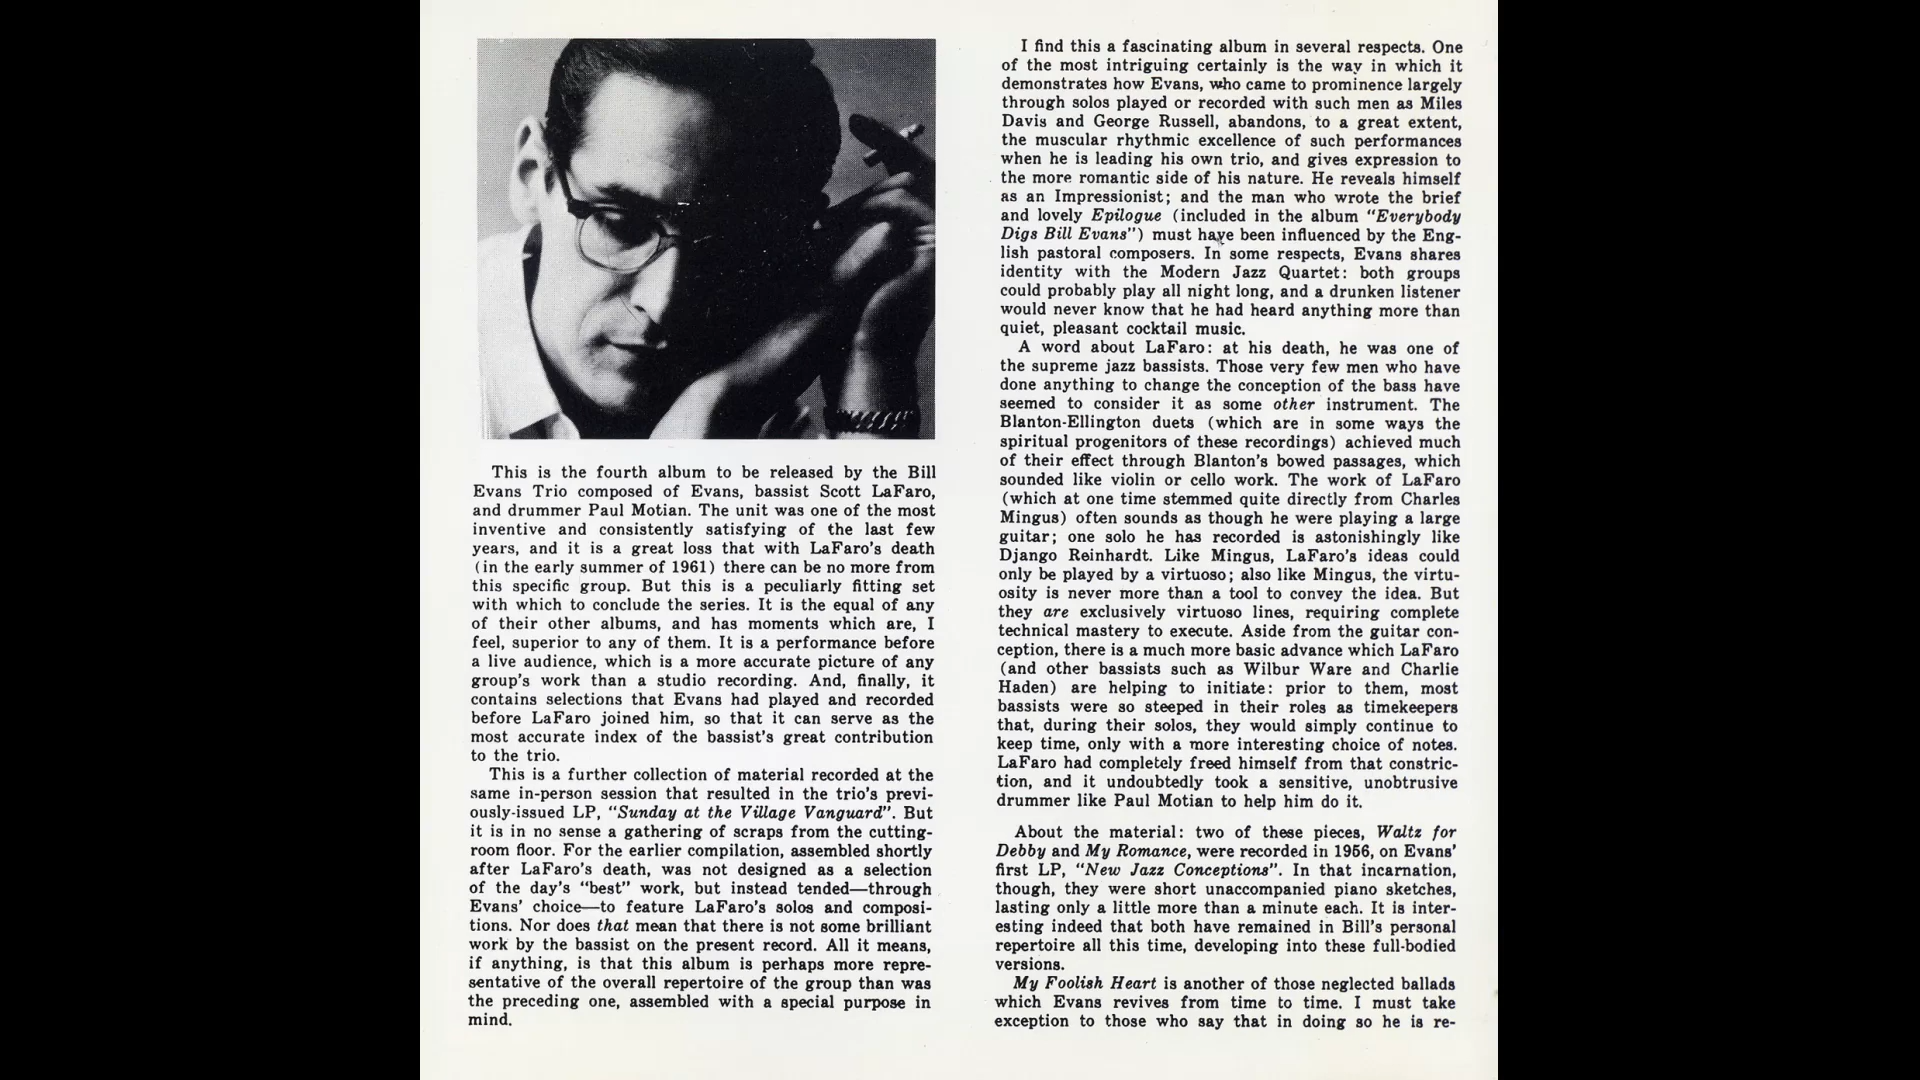 This is the fourth album to be released by the Bill
Evans Trio composed of Evans, bassist Scott LaFaro,
and drummer Paul Motian. The unit was one of the most
inventive and consistently satisfying of the last few
years, and it is a great loss that with LaFaro's death
(in the early summer of 1961) there can be no more from
this specific group. But this is a peculiarly fitting set
with which to conclude the series. It is the equal of any
of their other albums, and has moments which are, I
feel, superior to any of them. It is a performance before
a live audience, which is a more accurate picture of any
group's work than a studio recording. And, finally, it
contains selections that Evans had played and recorded
before LaFaro joined him, so that it can serve as the
most accurate index of the bassist's great contribution
to the trio.
This is a further collection of material recorded at the
same in-person session that resulted in the trio's previ-
ously-issued LP, "Sunday at the Village Vanguard". But
it is in no sense a gathering of scraps from the cutting-
room floor. For the earlier compilation, assembled shortly
after LaFaro's death, was not designed as a selection
of the day's "best" work, but instead tended—through
Evans' choice—to feature LaFaro's solos and composi-
tions. Nor does that mean that there is not some brilliant
work by the bassist on the present record. All it means,
if anything, is that this album is perhaps more repre-
sentative of the overall repertoire of the group than was
the preceding one, assembled with a special purpose in
mind.
I find this a fascinating album in several respects. One
of the most intriguing certainly is the way in which it
demonstrates how Evans, who came to prominence largely
through solos played or recorded with such men as Miles
Davis and George Russell, abandons, to a great extent,
the muscular rhythmic excellence of such performances
when he is leading his own trio, and gives expression to
the more romantic side of his nature. He reveals himself
as an Impressionist; and the man who wrote the brief
and lovely Epilogue (included in the album "Everybody
Digs Bill Evans") must have been influenced by the Eng-
lish pastoral composers. In some respects, Evans shares
identity with the Modern Jazz Quartet: both groups
could probably play all night long, and a drunken listener
would never know that he had heard anything more than
quiet, pleasant cocktail music.
A word about LaFaro: at his death, he was one of
the supreme jazz bassists. Those very few men who have
done anything to change the conception of the bass have
seemed to consider it as some other instrument. The
Blanton-Ellington duets (which are in some ways the
spiritual progenitors of these recordings) achieved much
of their effect through Blanton's bowed passages, which
sounded like violin or cello work. The work of LaFaro
(which at one time stemmed quite directly from Charles
Mingus) often sounds as though he were playing a large
guitar; one solo he has recorded is astonishingly like
Django Reinhardt. Like Mingus, LaFaro's ideas could
only be played by a virtuoso; also like Mingus, the virtu-
osity is never more than a tool to convey the idea. But
they are exclusively virtuoso lines, requiring complete
technical mastery to execute. Aside from the guitar con-
ception, there is a much more basic advance which LaFaro
(and other bassists such as Wilbur Ware and Charlie
Haden) are helping to initiate: prior to them, most
bassists were so steeped in their roles as timekeepers
that, during their solos, they would simply continue to
keep time, only with a more interesting choice of notes.
LaFaro had completely freed himself from that constric-
tion, and it undoubtedly took a sensitive, unobtrusive
drummer like Paul Motian to help him do it.
About the material: two of these pieces, Waltz for
Debby and My Romance, were recorded in 1956, on Evans'
first LP, "New Jazz Conceptions". In that incarnation,
though, they were short unaccompanied piano sketches,
lasting only a little more than a minute each. It is inter-
esting indeed that both have remained in Bill's personal
repertoire all this time, developing into these full-bodied
versions.
My Foolish Heart is another of those neglected ballads
which Evans revives from time to time. I must take
exception to those who say that in doing so he is re-